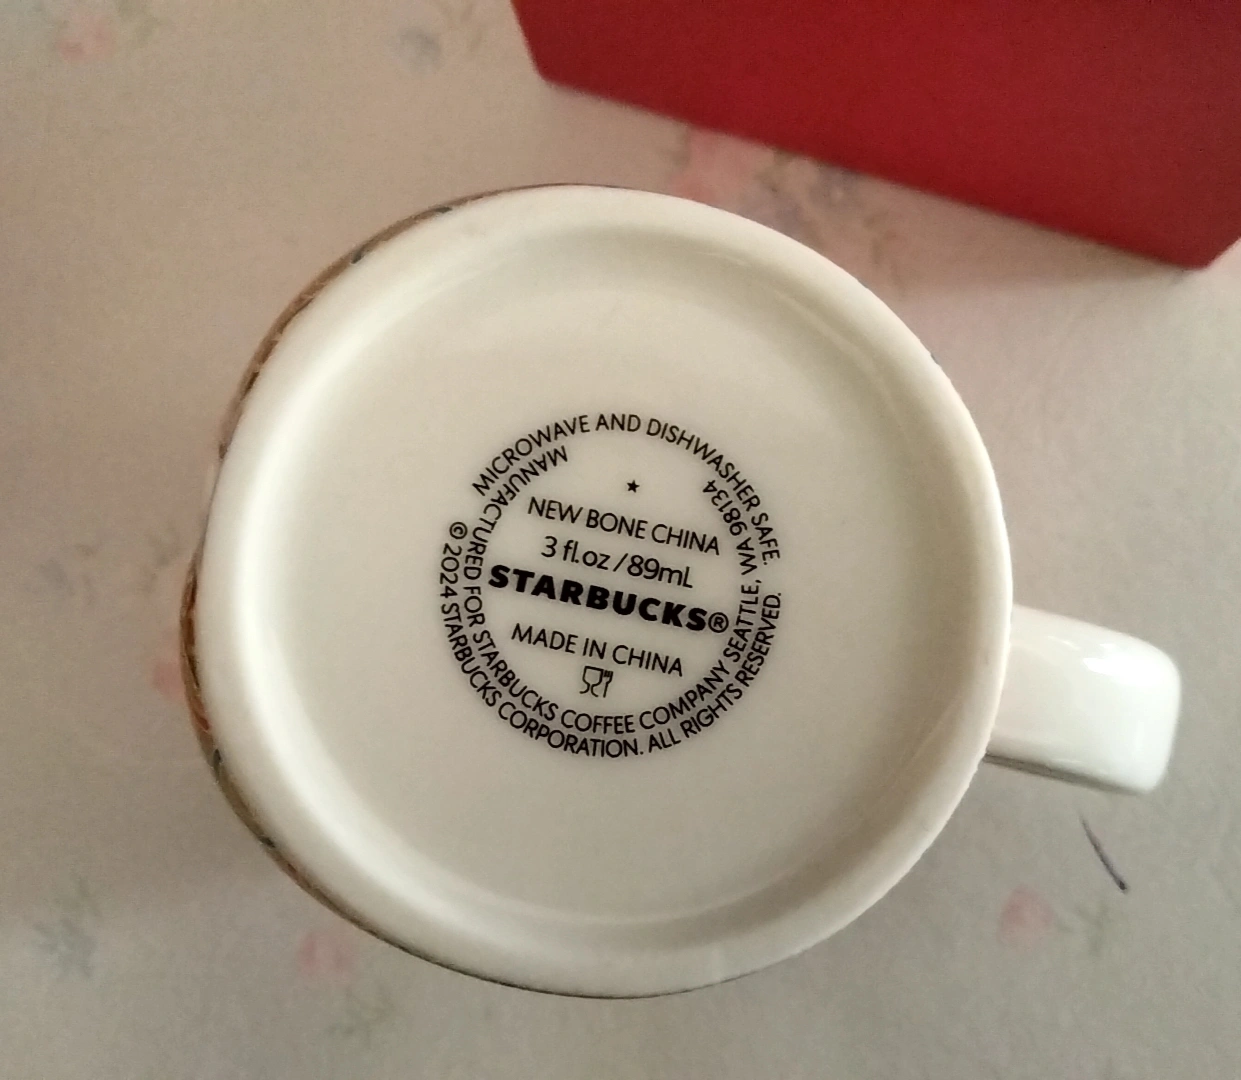 MICROWAVE AND DISHWASHER SAFE.
MANUFACTURED FOR STARBUCKS COFFEE COMPANY SEATTLE, WA 98134
NEW BONE CHINA
3 fl.oz / 89mL
STARBUCKS®
MADE IN CHINA
© 2024 STARBUCKS CORPORATION. ALL RIGHTS RESERVED.